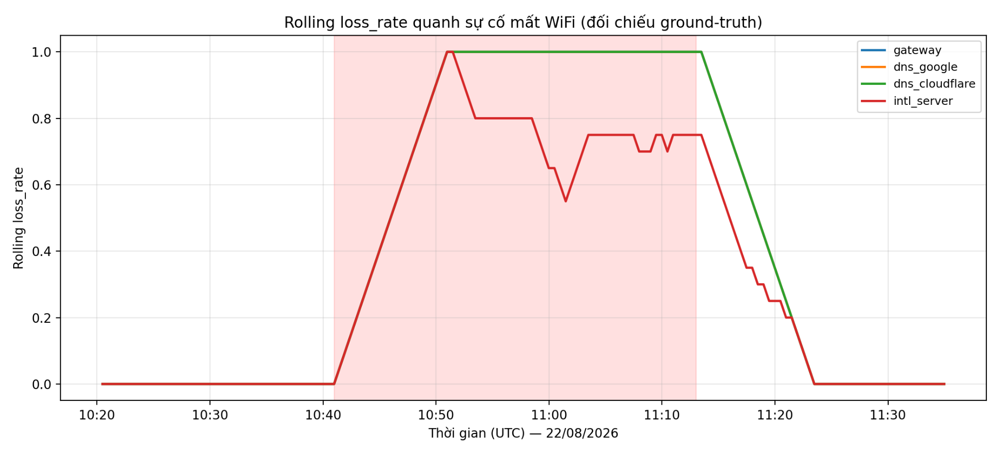 Rolling loss_rate quanh sự cố mất WiFi (đối chiếu ground-truth)
gateway
dns_google
dns_cloudflare
intl_server
Rolling loss_rate
1.0
0.8
0.6
0.4
0.2
0.0
10:20 10:30 10:40 10:50 11:00 11:10 11:20 11:30
Thời gian (UTC) — 22/08/2026